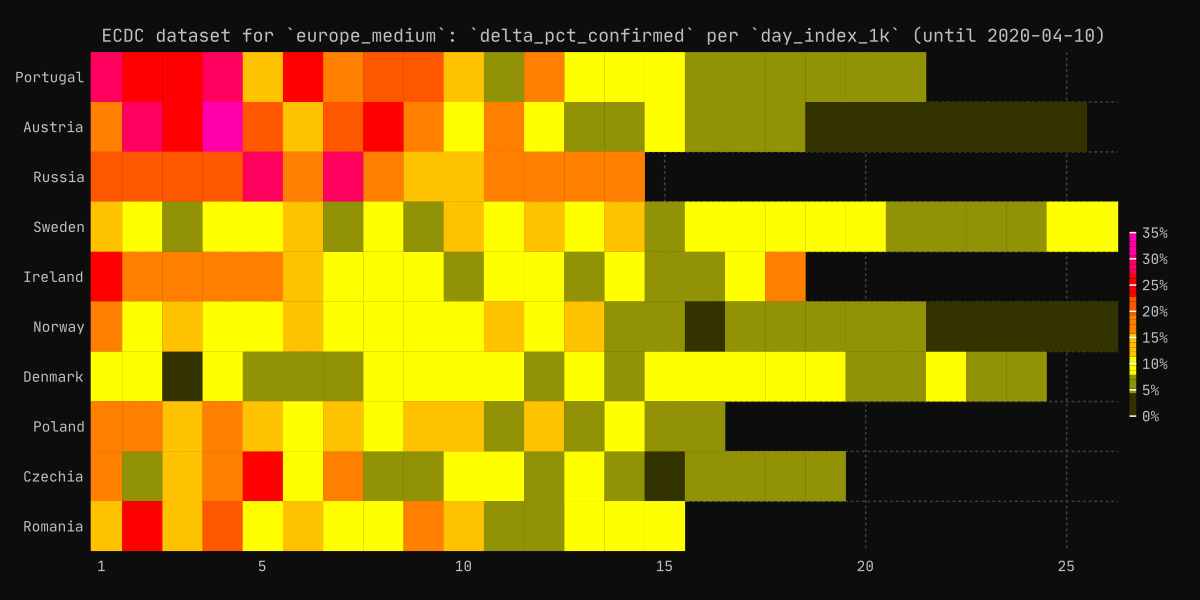 ECDC dataset for `europe_medium`: `delta_pct_confirmed` per `day_index_1k` (until 2020-04-10)
Portugal
Austria
Russia
Sweden
Ireland
Norway
Denmark
Poland
Czechia
Romania
35%
30%
25%
20%
15%
10%
5%
0%
1 5 10 15 20 25